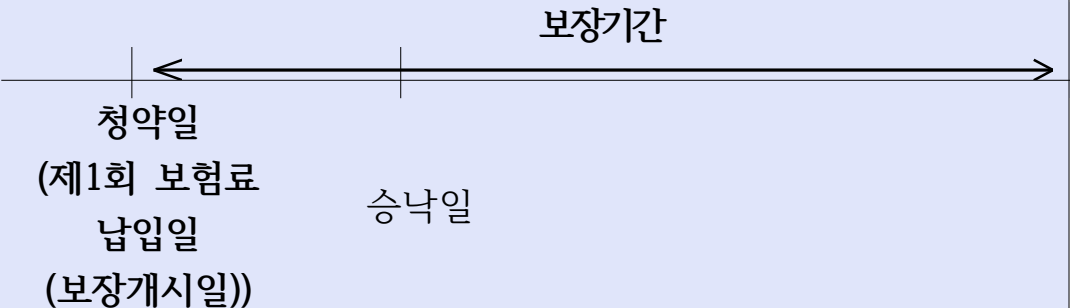 보장기간
청약일
(제1회 보험료
납입일
(보장개시일))
승낙일